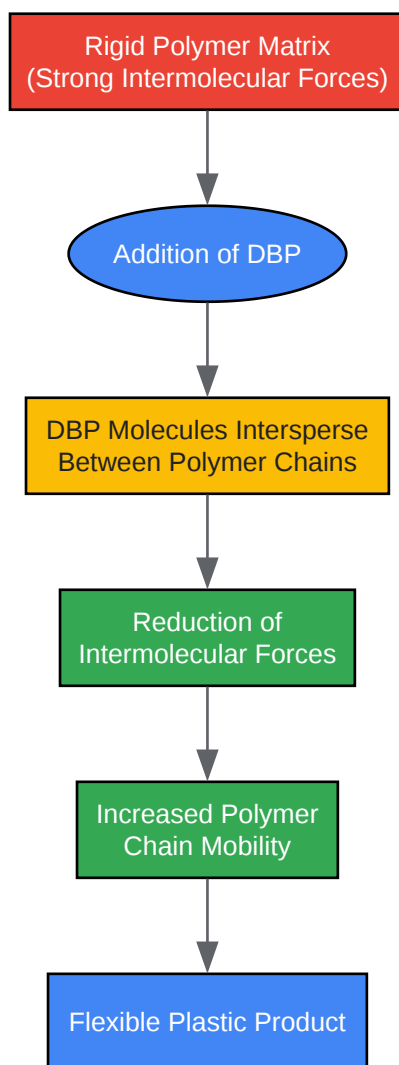 Rigid Polymer Matrix
(Strong Intermolecular Forces)
Addition of DBP
DBP Molecules Intersperse
Between Polymer Chains
Reduction of
Intermolecular Forces
Increased Polymer
Chain Mobility
Flexible Plastic Product